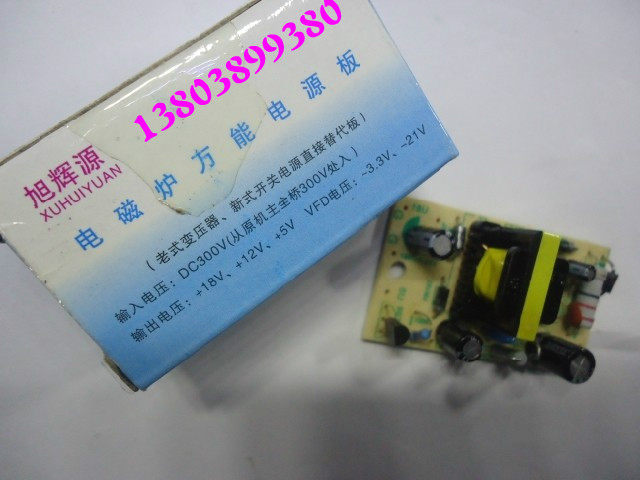 13803899380
旭辉源
XUHUIYUAN
电磁炉万能电源板
(老式变压器、新式开关电源直接替代板)
输入电压：DC300V(从原机主金桥300V处入)
输出电压：+18V、+12V、+5V VFD电压：-3.3V、-21V